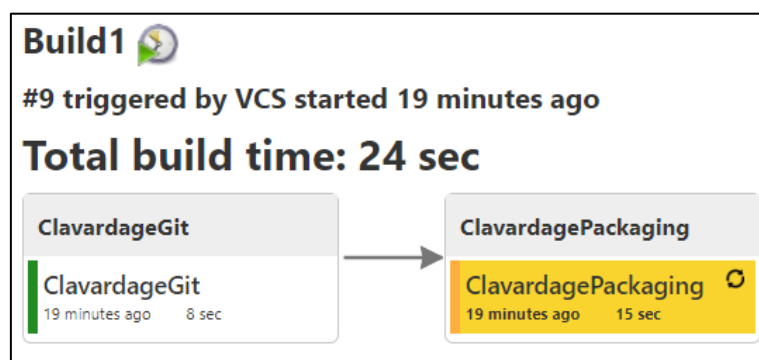 Build1
#9 triggered by VCS started 19 minutes ago
Total build time: 24 sec
ClavardageGit
ClavardageGit
19 minutes ago 8 sec
ClavardagePackaging
ClavardagePackaging
19 minutes ago 15 sec